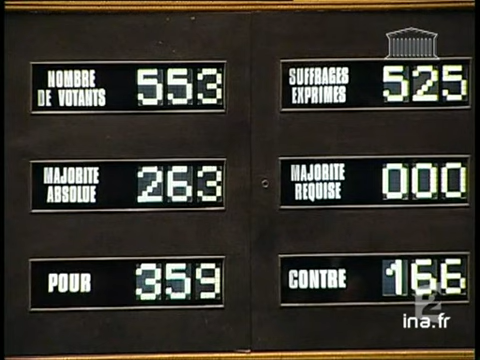 NOMBRE
DE VOTANTS
553
SUFFRAGES
EXPRIMES
525
MAJORITE
ABSOLUE
263
MAJORITE
REQUISE
000
POUR
359
CONTRE
166
2
ina.fr